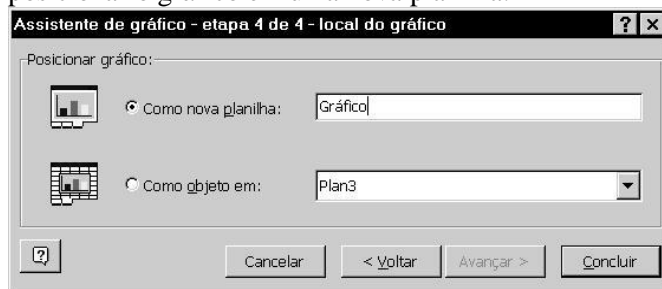 Assistente de gráfico - etapa 4 de 4 - local do gráfico
Posicionar gráfico:
Como nova planilha: Gráfico
Como objeto em: Plan3
Cancelar < Voltar Avançar > Concluir